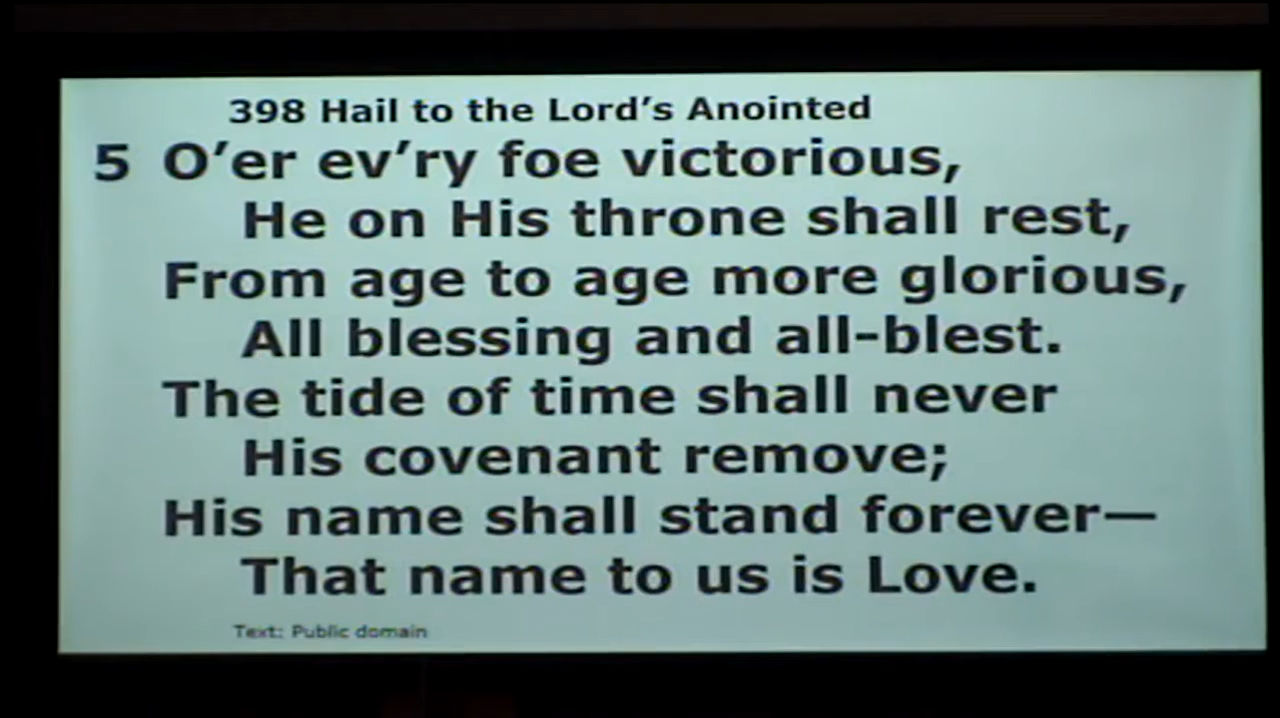 398 Hail to the Lord's Anointed
5 O'er ev'ry foe victorious,
He on His throne shall rest,
From age to age more glorious,
All blessing and all-blest.
The tide of time shall never
His covenant remove;
His name shall stand forever—
That name to us is Love.
Text: Public domain